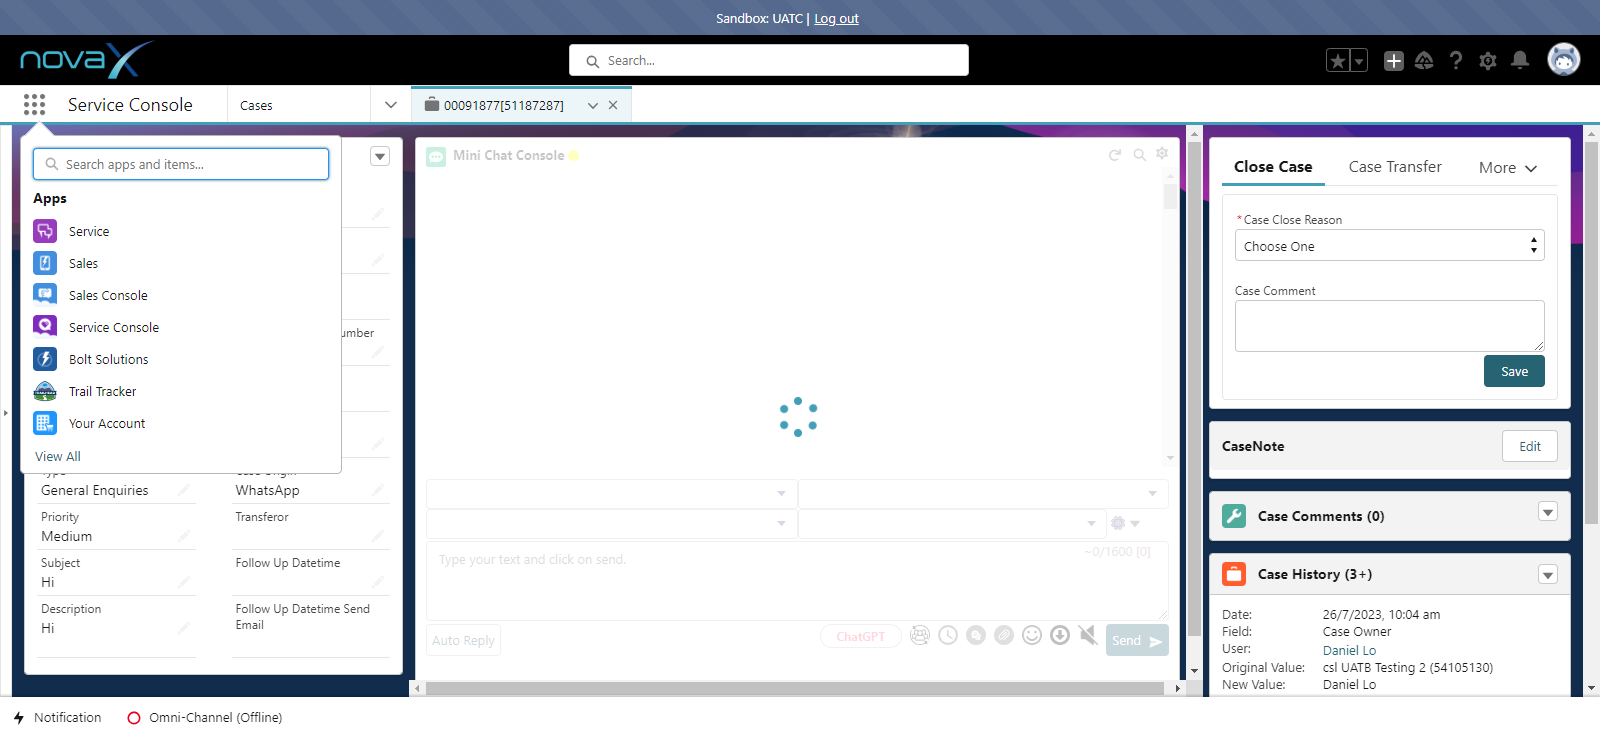 Sandbox: UATC | Log out
novaX
Search...
Service Console
Cases
00091877[51187287]
Search apps and items...
Apps
Service
Sales
Sales Console
Service Console
Bolt Solutions
Trail Tracker
Your Account
View All
General Enquiries
WhatsApp
Priority
Medium
Transferor
Subject
Hi
Follow Up Datetime
Description
Hi
Follow Up Datetime Send
Email
Mini Chat Console
Type your text and click on send.
~0/1600 [0]
Auto Reply
ChatGPT
Send
Close Case
Case Transfer
More
*Case Close Reason
Choose One
Case Comment
Save
CaseNote
Edit
Case Comments (0)
Case History (3+)
Date:
26/7/2023, 10:04 am
Field:
Case Owner
User:
Daniel Lo
Original Value:
csl UATB Testing 2 (54105130)
New Value:
Daniel Lo
Notification
Omni-Channel (Offline)